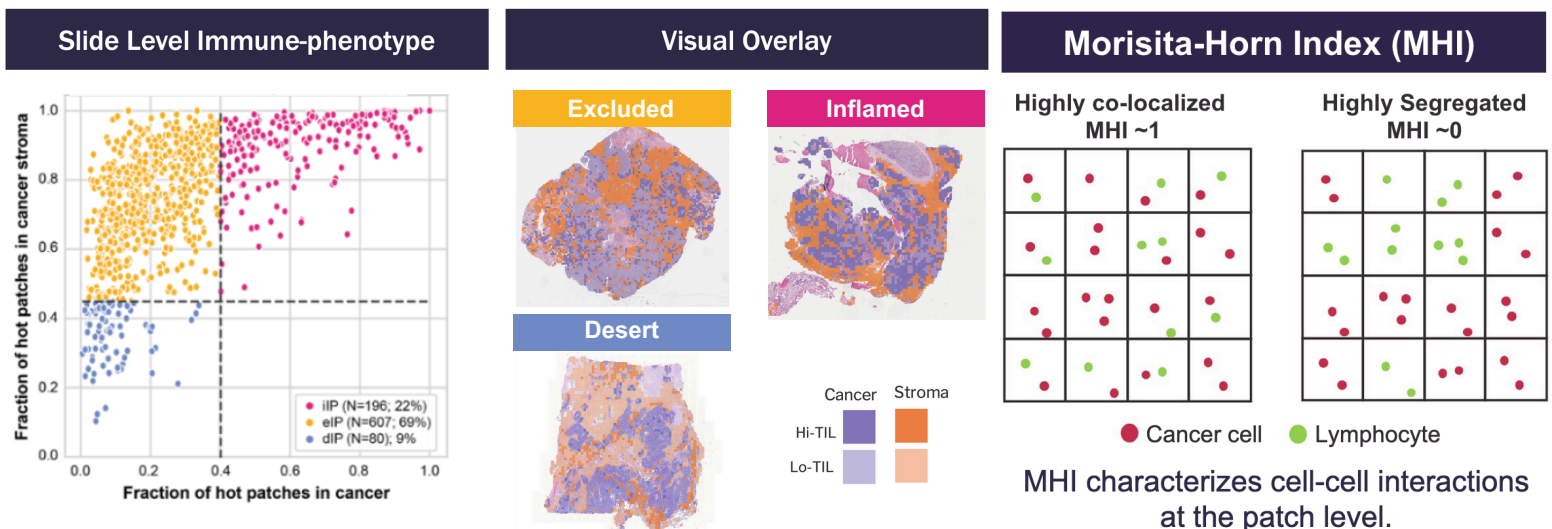 Slide Level Immune-phenotype
Fraction of hot patches in cancer stroma
1.0
0.8
0.6
0.4
0.2
0.0
0.0 0.2 0.4 0.6 0.8 1.0
iIP (N=196; 22%)
eIP (N=607; 69%)
dIP (N=80); 9%
Fraction of hot patches in cancer
Visual Overlay
Excluded
Inflamed
Desert
Cancer Stroma
Hi-TIL
Lo-TIL
Morisita-Horn Index (MHI)
Highly co-localized
MHI ~1
Highly Segregated
MHI ~0
Cancer cell Lymphocyte
MHI characterizes cell-cell interactions
at the patch level.